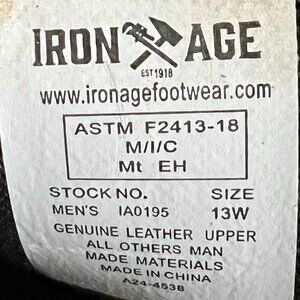 IRON AGE
EST 1918
www.ironagefootwear.com
ASTM F2413-18
M/I/C
Mt EH
STOCK NO. SIZE
MEN'S IA0195 13W
GENUINE LEATHER UPPER
ALL OTHERS MAN
MADE MATERIALS
MADE IN CHINA
A24-4538